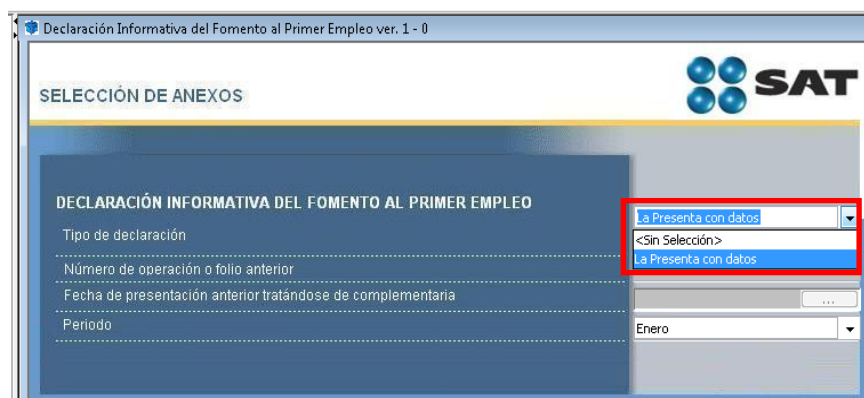 Declaración Informativa del Fomento al Primer Empleo ver. 1 - 0
SELECCIÓN DE ANEXOS
SAT
DECLARACIÓN INFORMATIVA DEL FOMENTO AL PRIMER EMPLEO
La Presenta con datos
Tipo de declaración
<Sin Selección>
La Presenta con datos
Número de operación o folio anterior
Fecha de presentación anterior tratándose de complementaria
...
Periodo
Enero